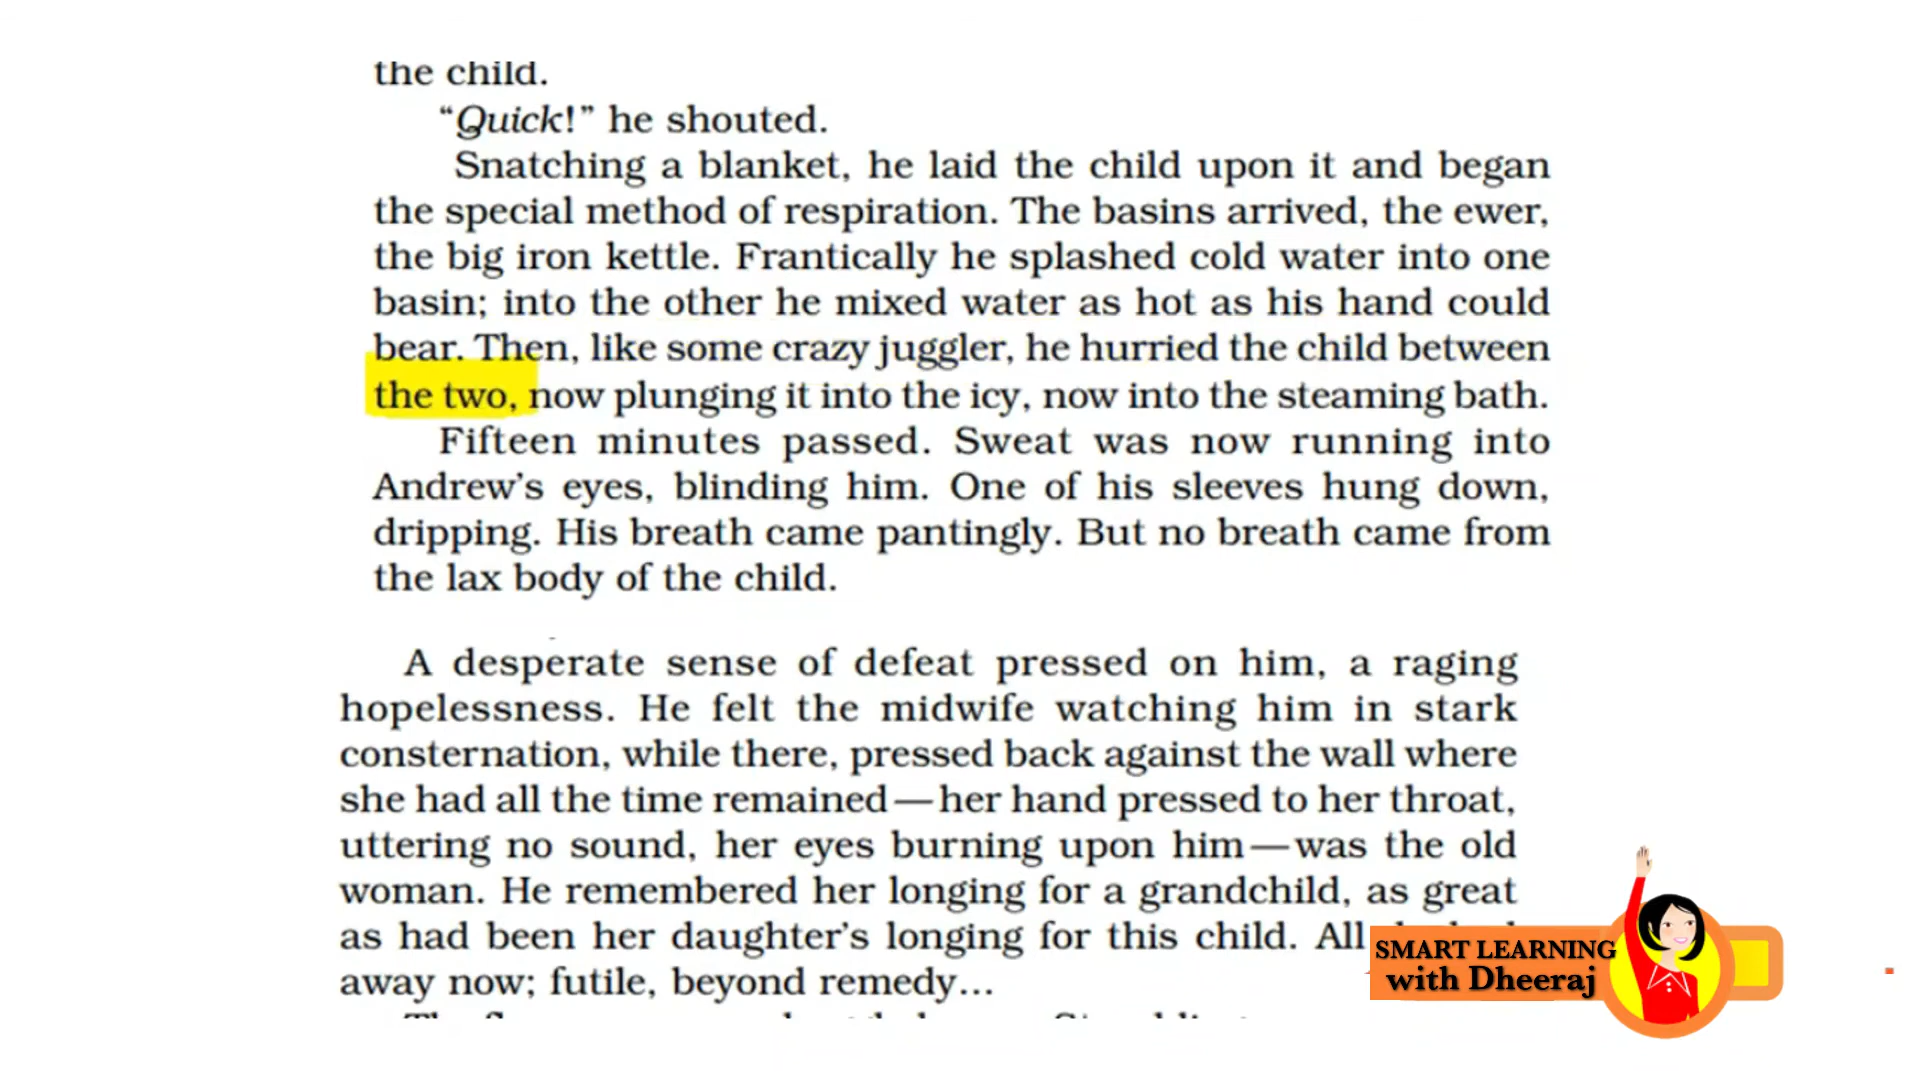 the child.
“Quick!” he shouted.
Snatching a blanket, he laid the child upon it and began
the special method of respiration. The basins arrived, the ewer,
the big iron kettle. Frantically he splashed cold water into one
basin; into the other he mixed water as hot as his hand could
bear. Then, like some crazy juggler, he hurried the child between
the two, now plunging it into the icy, now into the steaming bath.
Fifteen minutes passed. Sweat was now running into
Andrew’s eyes, blinding him. One of his sleeves hung down,
dripping. His breath came pantingly. But no breath came from
the lax body of the child.
A desperate sense of defeat pressed on him, a raging
hopelessness. He felt the midwife watching him in stark
consternation, while there, pressed back against the wall where
she had all the time remained—her hand pressed to her throat,
uttering no sound, her eyes burning upon him—was the old
woman. He remembered her longing for a grandchild, as great
as had been her daughter’s longing for this child. All
away now; futile, beyond remedy…
SMART LEARNING
with Dheeraj